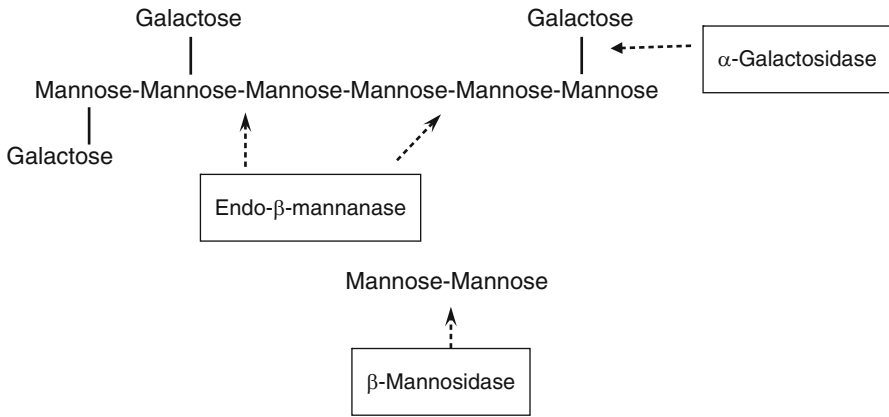 Galactose Galactose
α-Galactosidase
Mannose-Mannose-Mannose-Mannose-Mannose-Mannose
Galactose
Endo-β-mannanase
Mannose-Mannose
β-Mannosidase